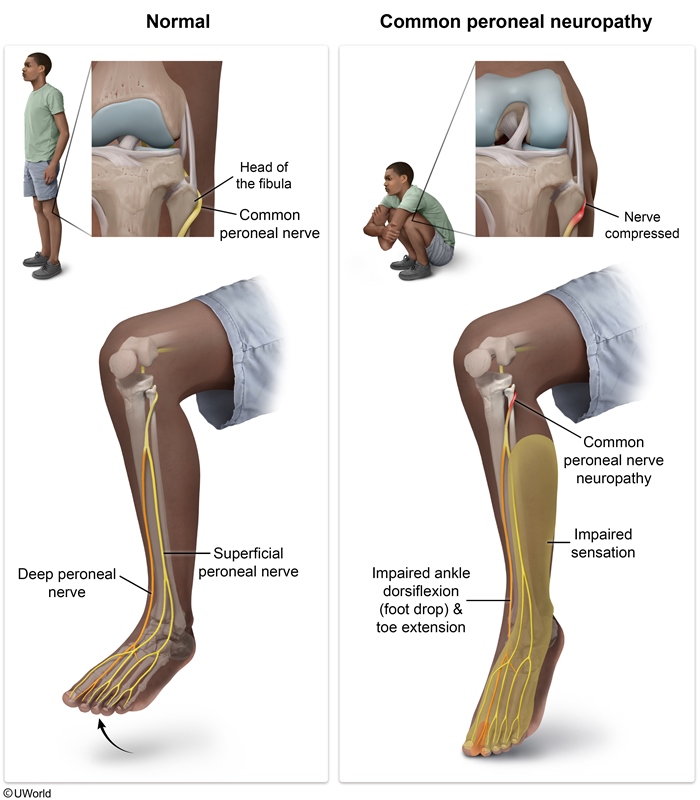 Normal
Head of
the fibula
Common
peroneal nerve
Deep peroneal
nerve
Superficial
peroneal nerve
Common peroneal neuropathy
Nerve
compressed
Common
peroneal nerve
neuropathy
Impaired
sensation
Impaired ankle
dorsiflexion
(foot drop) &
toe extension
©UWorld